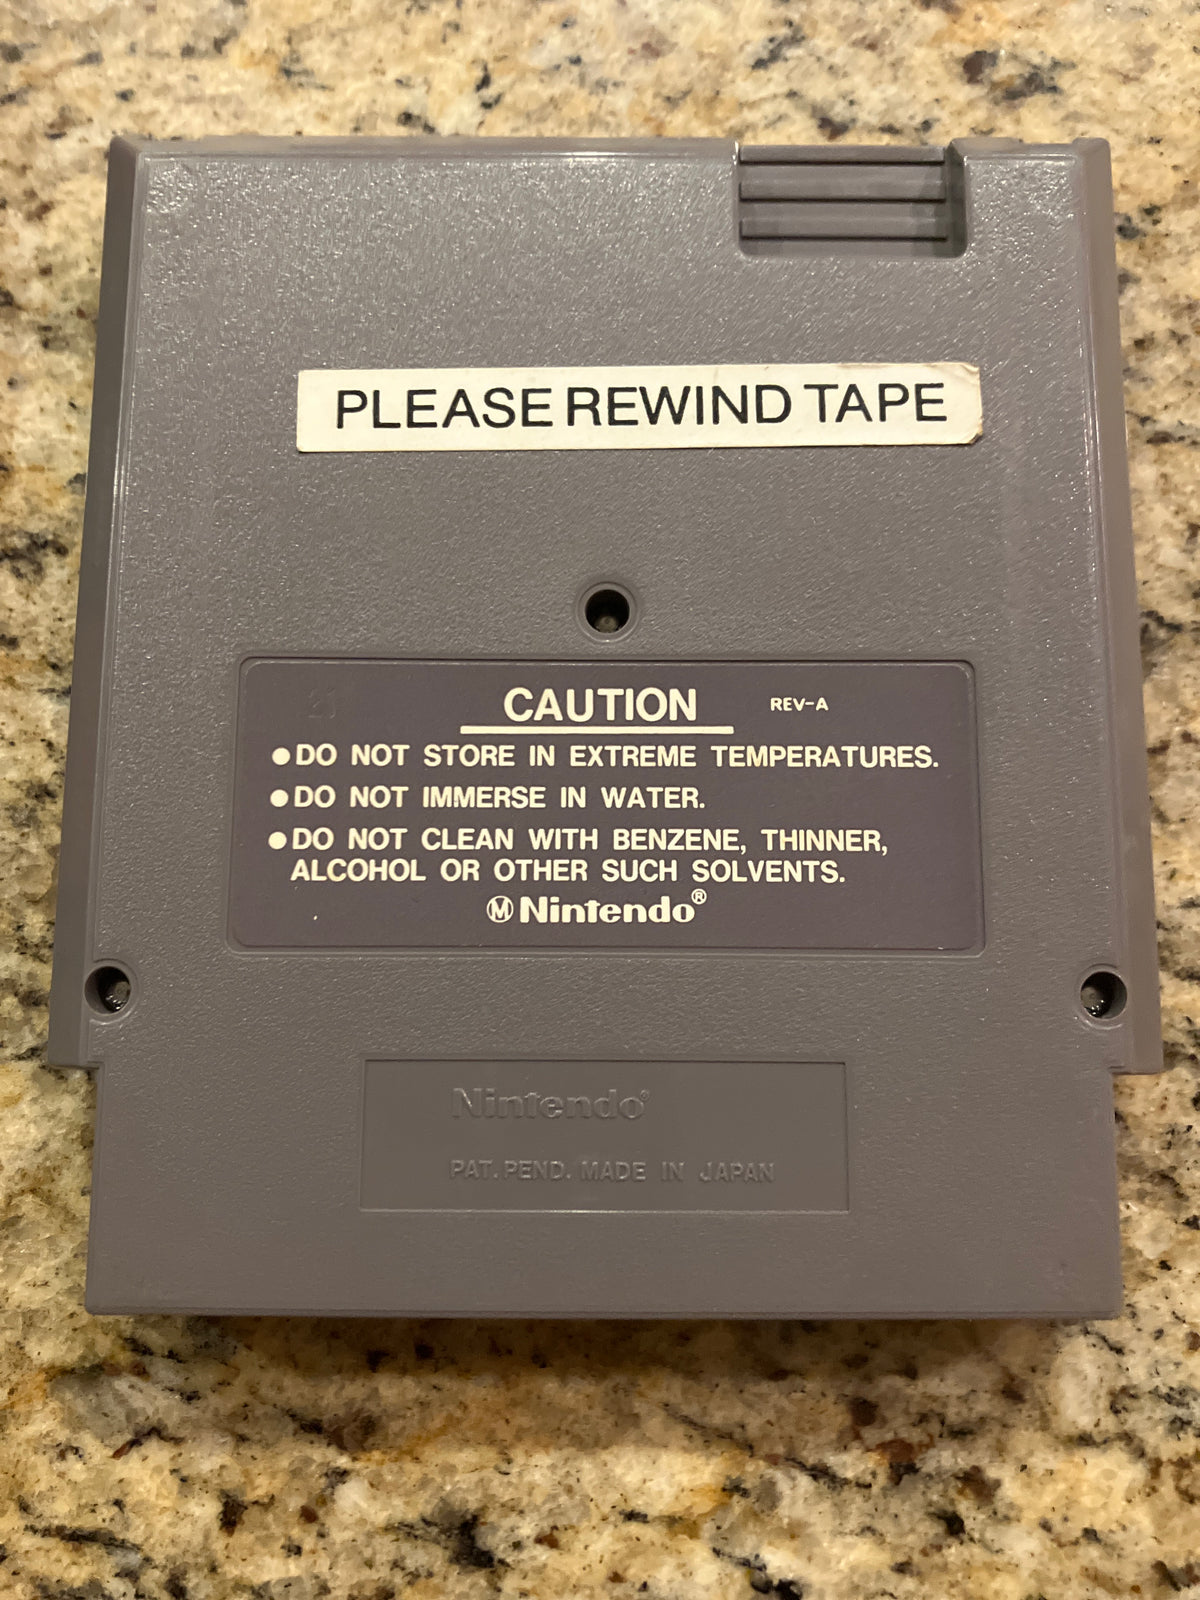 PLEASE REWIND TAPE
CAUTION REV-A
●DO NOT STORE IN EXTREME TEMPERATURES.
●DO NOT IMMERSE IN WATER.
●DO NOT CLEAN WITH BENZENE, THINNER,
ALCOHOL OR OTHER SUCH SOLVENTS.
Ⓜ Nintendo®
Nintendo®
PAT. PEND. MADE IN JAPAN